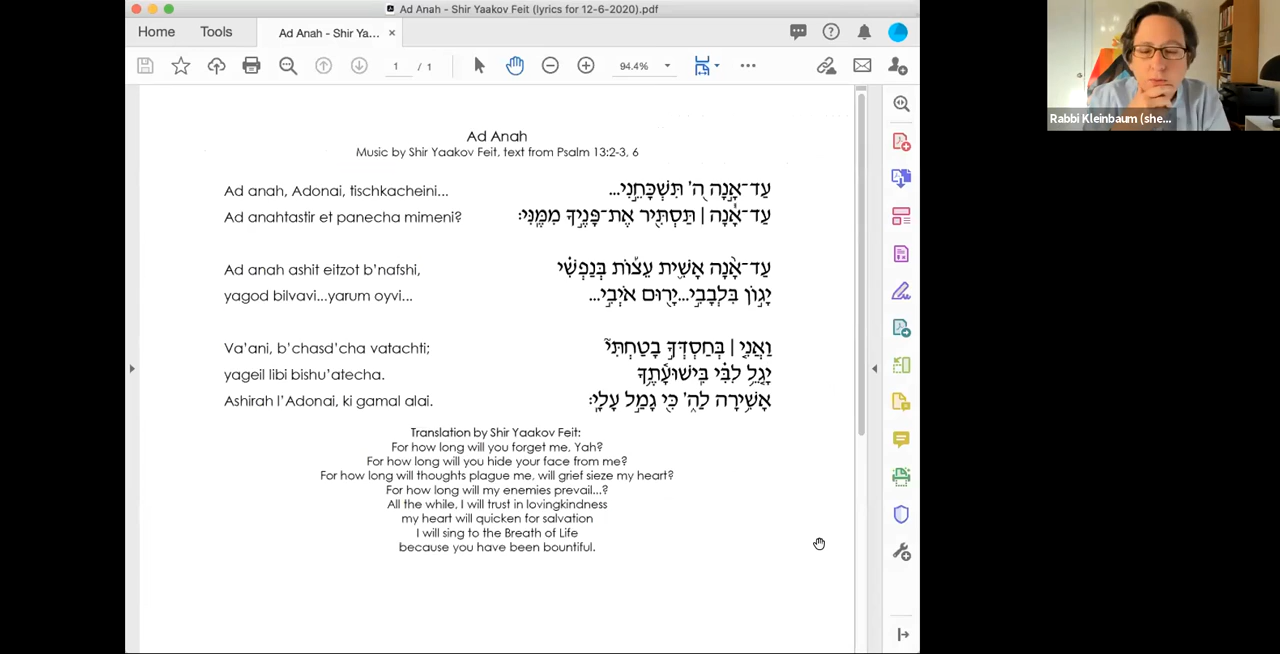 Ad Anah - Shir Yaakov Feit (lyrics for 12-6-2020).pdf
Home
Tools
Ad Anah - Shir Ya...
1 / 1
94.4%
Rabbi Kleinbaum (she...
Ad Anah
Music by Shir Yaakov Feit, text from Psalm 13:2-3, 6
Ad anah, Adonai, tischkacheini...
עַד־אָ֣נָה ה֭' תִּשְׁכָּחֵ֣נִי...
Ad anahtastir et panecha mimeni?
עַד־אָ֓נָה | תַּסְתִּ֖יר אֶת־פָּנֶ֣יךָ מִמֶּֽנִּי׃
Ad anah ashit eitzot b'nafshi,
עַד־אָ֨נָה אָשִׁ֪ית עֵצ֡וֹת בְּנַפְשִׁ֗י
yagod bilvavi...yarum oyvi...
יָג֣וֹן בִּלְבָבִ֣י...יָר֖וּם אֹיְבִ֣י...
Va'ani, b'chasd'cha vatachti;
וַאֲנִ֤י | בְּחַסְדְּךָ֣ בָטַחְתִּי֮
yageil libi bishu'atecha.
יָ֤גֵ֥ל לִבִּ֗י בִּֽישׁוּעָ֫תֶ֥ךָ
Ashirah l'Adonai, ki gamal alai.
אָשִׁ֥ירָה לַה֑' כִּ֖י גָמַ֣ל עָלָֽי׃
Translation by Shir Yaakov Feit:
For how long will you forget me, Yah?
For how long will you hide your face from me?
For how long will thoughts plague me, will grief sieze my heart?
For how long will my enemies prevail...?
All the while, I will trust in lovingkindness
my heart will quicken for salvation
I will sing to the Breath of Life
because you have been bountiful.